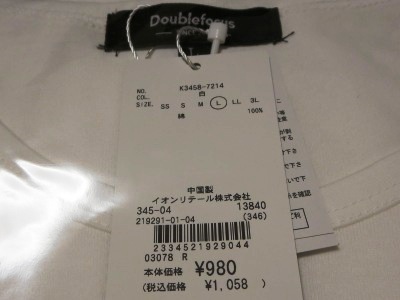 Doublefocus
NO. K3458-7214
COL. 白
SIZE. SS S M L LL 3L
綿 100%
中国製
イオンリテール株式会社
345-04 13840
219291-01-04 (346)
2334521929044
03078 R
本体価格 ¥980
(税込価格 ¥1,058)